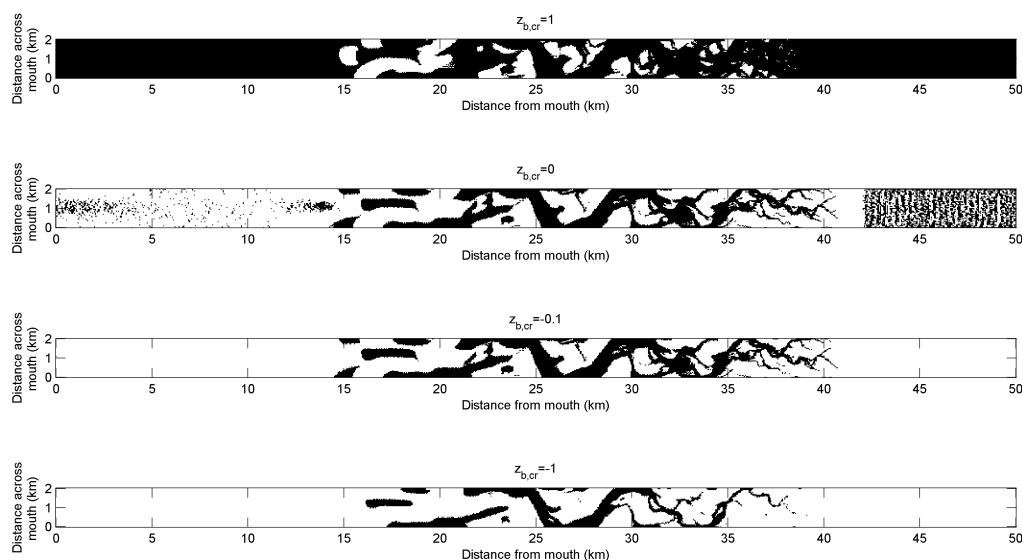 z_b,cr=1
Distance across
mouth (km)
2
1
0
0 5 10 15 20 25 30 35 40 45 50
Distance from mouth (km)
z_b,cr=0
Distance across
mouth (km)
2
1
0
0 5 10 15 20 25 30 35 40 45 50
Distance from mouth (km)
z_b,cr=-0.1
Distance across
mouth (km)
2
1
0
0 5 10 15 20 25 30 35 40 45 50
Distance from mouth (km)
z_b,cr=-1
Distance across
mouth (km)
2
1
0
0 5 10 15 20 25 30 35 40 45 50
Distance from mouth (km)